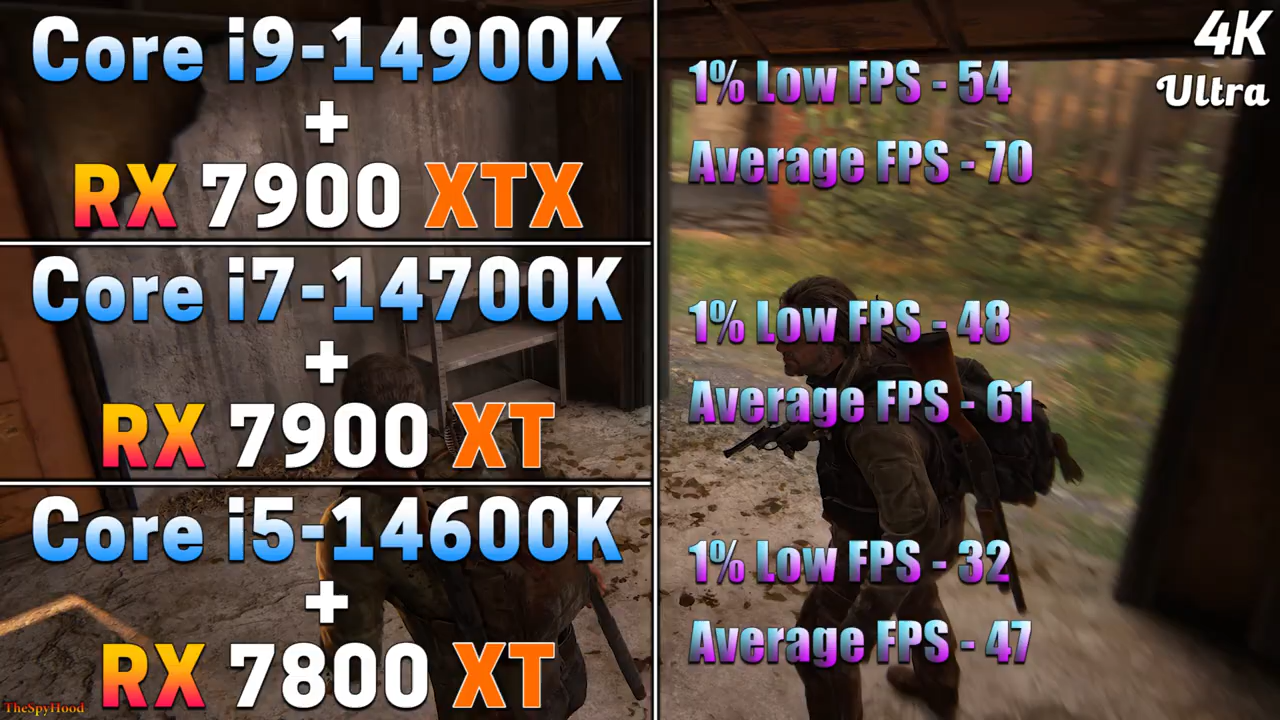 Core i9-14900K
+
RX 7900 XTX
1% Low FPS - 54
Average FPS - 70
4K
Ultra
Core i7-14700K
+
RX 7900 XT
1% Low FPS - 48
Average FPS - 61
Core i5-14600K
+
RX 7800 XT
1% Low FPS - 32
Average FPS - 47
TheSpyHood